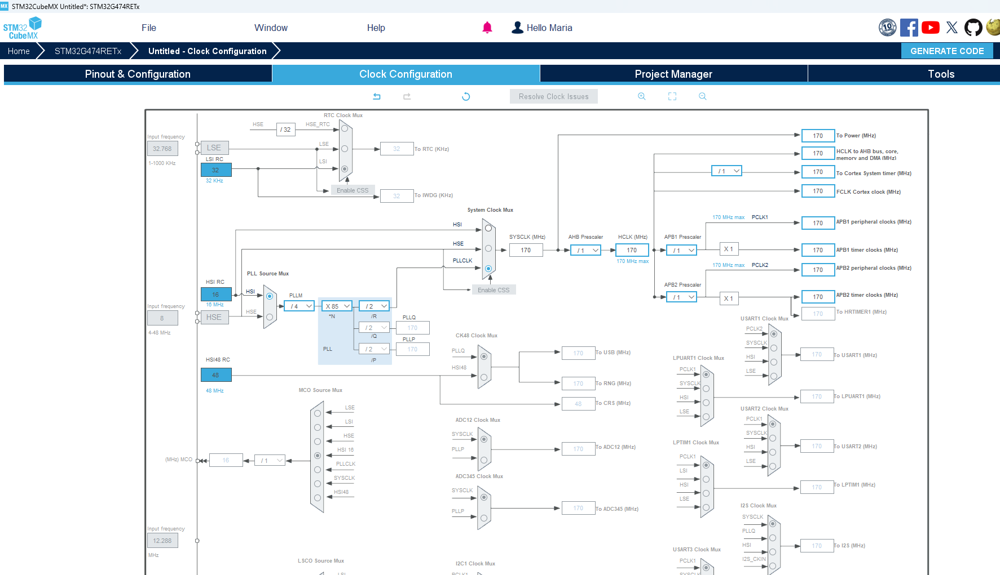 MX STM32CubeMX Untitled*: STM32G474RETx
STM32
CubeMX
File
Window
Help
Hello Maria
10
Home
STM32G474RETx
Untitled - Clock Configuration
GENERATE CODE
Pinout & Configuration
Clock Configuration
Project Manager
Tools
Resolve Clock Issues
RTC Clock Mux
HSE
/ 32
HSE_RTC
Input frequency
32.768
1-1000 KHz
LSE
LSE
32
To RTC (KHz)
LSI RC
32
32 KHz
LSI
Enable CSS
32
To IWDG (KHz)
170
To Power (MHz)
170
HCLK to AHB bus, core,
memory and DMA (MHz)
/ 1
170
To Cortex System timer (MHz)
170
FCLK Cortex clock (MHz)
System Clock Mux
HSI
HSE
PLLCLK
Enable CSS
SYSCLK (MHz)
170
AHB Prescaler
/ 1
HCLK (MHz)
170
170 MHz max
APB1 Prescaler
/ 1
170 MHz max
PCLK1
170
APB1 peripheral clocks (MHz)
X 1
170
APB1 timer clocks (MHz)
170 MHz max
PCLK2
170
APB2 peripheral clocks (MHz)
APB2 Prescaler
/ 1
X 1
170
APB2 timer clocks (MHz)
170
To HRTIMER1 (MHz)
PLL Source Mux
HSI RC
16
16 MHz
HSI
Input frequency
8
4-48 MHz
HSE
HSE
PLLM
/ 4
X 85
*N
/ 2
/R
/ 2
/Q
/ 2
/P
PLL
PLLQ
170
PLLP
170
HSI48 RC
48
48 MHz
CK48 Clock Mux
PLLQ
HSI48
170
To USB (MHz)
170
To RNG (MHz)
48
To CRS (MHz)
USART1 Clock Mux
PCLK2
SYSCLK
HSI
LSE
170
To USART1 (MHz)
LPUART1 Clock Mux
PCLK1
SYSCLK
HSI
LSE
170
To LPUART1 (MHz)
MCO Source Mux
LSE
LSI
HSE
HSI 16
PLLCLK
SYSCLK
HSI48
(MHz) MCO
16
/ 1
ADC12 Clock Mux
SYSCLK
PLLP
170
To ADC12 (MHz)
USART2 Clock Mux
PCLK1
SYSCLK
HSI
LSE
170
To USART2 (MHz)
LPTIM1 Clock Mux
PCLK1
LSI
HSI
LSE
170
To LPTIM1 (MHz)
ADC345 Clock Mux
SYSCLK
PLLP
170
To ADC345 (MHz)
I2S Clock Mux
SYSCLK
PLLQ
HSI
I2S_CKIN
170
To I2S (MHz)
Input frequency
12.288
MHz
LSCO Source Mux
LSI
I2C1 Clock Mux
PCLK1
USART3 Clock Mux
PCLK1
SYSCLK